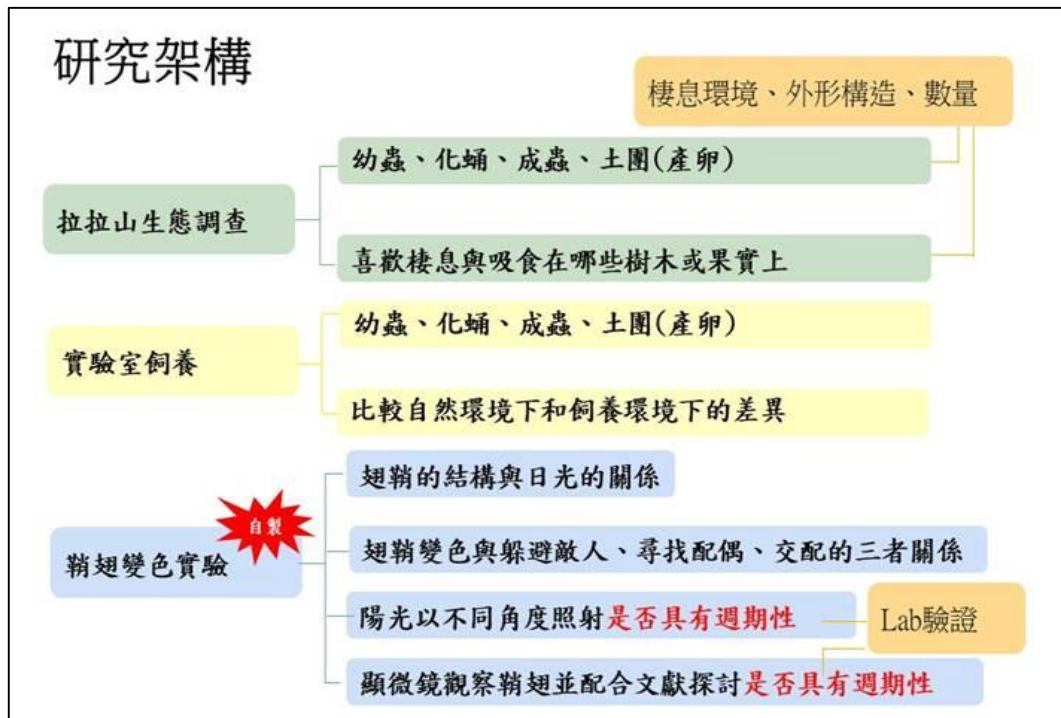 研究架構
棲息環境、外形構造、數量
幼蟲、化蛹、成蟲、土團(產卵)
拉拉山生態調查
喜歡棲息與吸食在哪些樹木或果實上
幼蟲、化蛹、成蟲、土團(產卵)
實驗室飼養
比較自然環境下和飼養環境下的差異
翅鞘的結構與日光的關係
自製
鞘翅變色實驗
翅鞘變色與躲避敵人、尋找配偶、交配的三者關係
陽光以不同角度照射是否具有週期性
Lab驗證
顯微鏡觀察鞘翅並配合文獻探討是否具有週期性